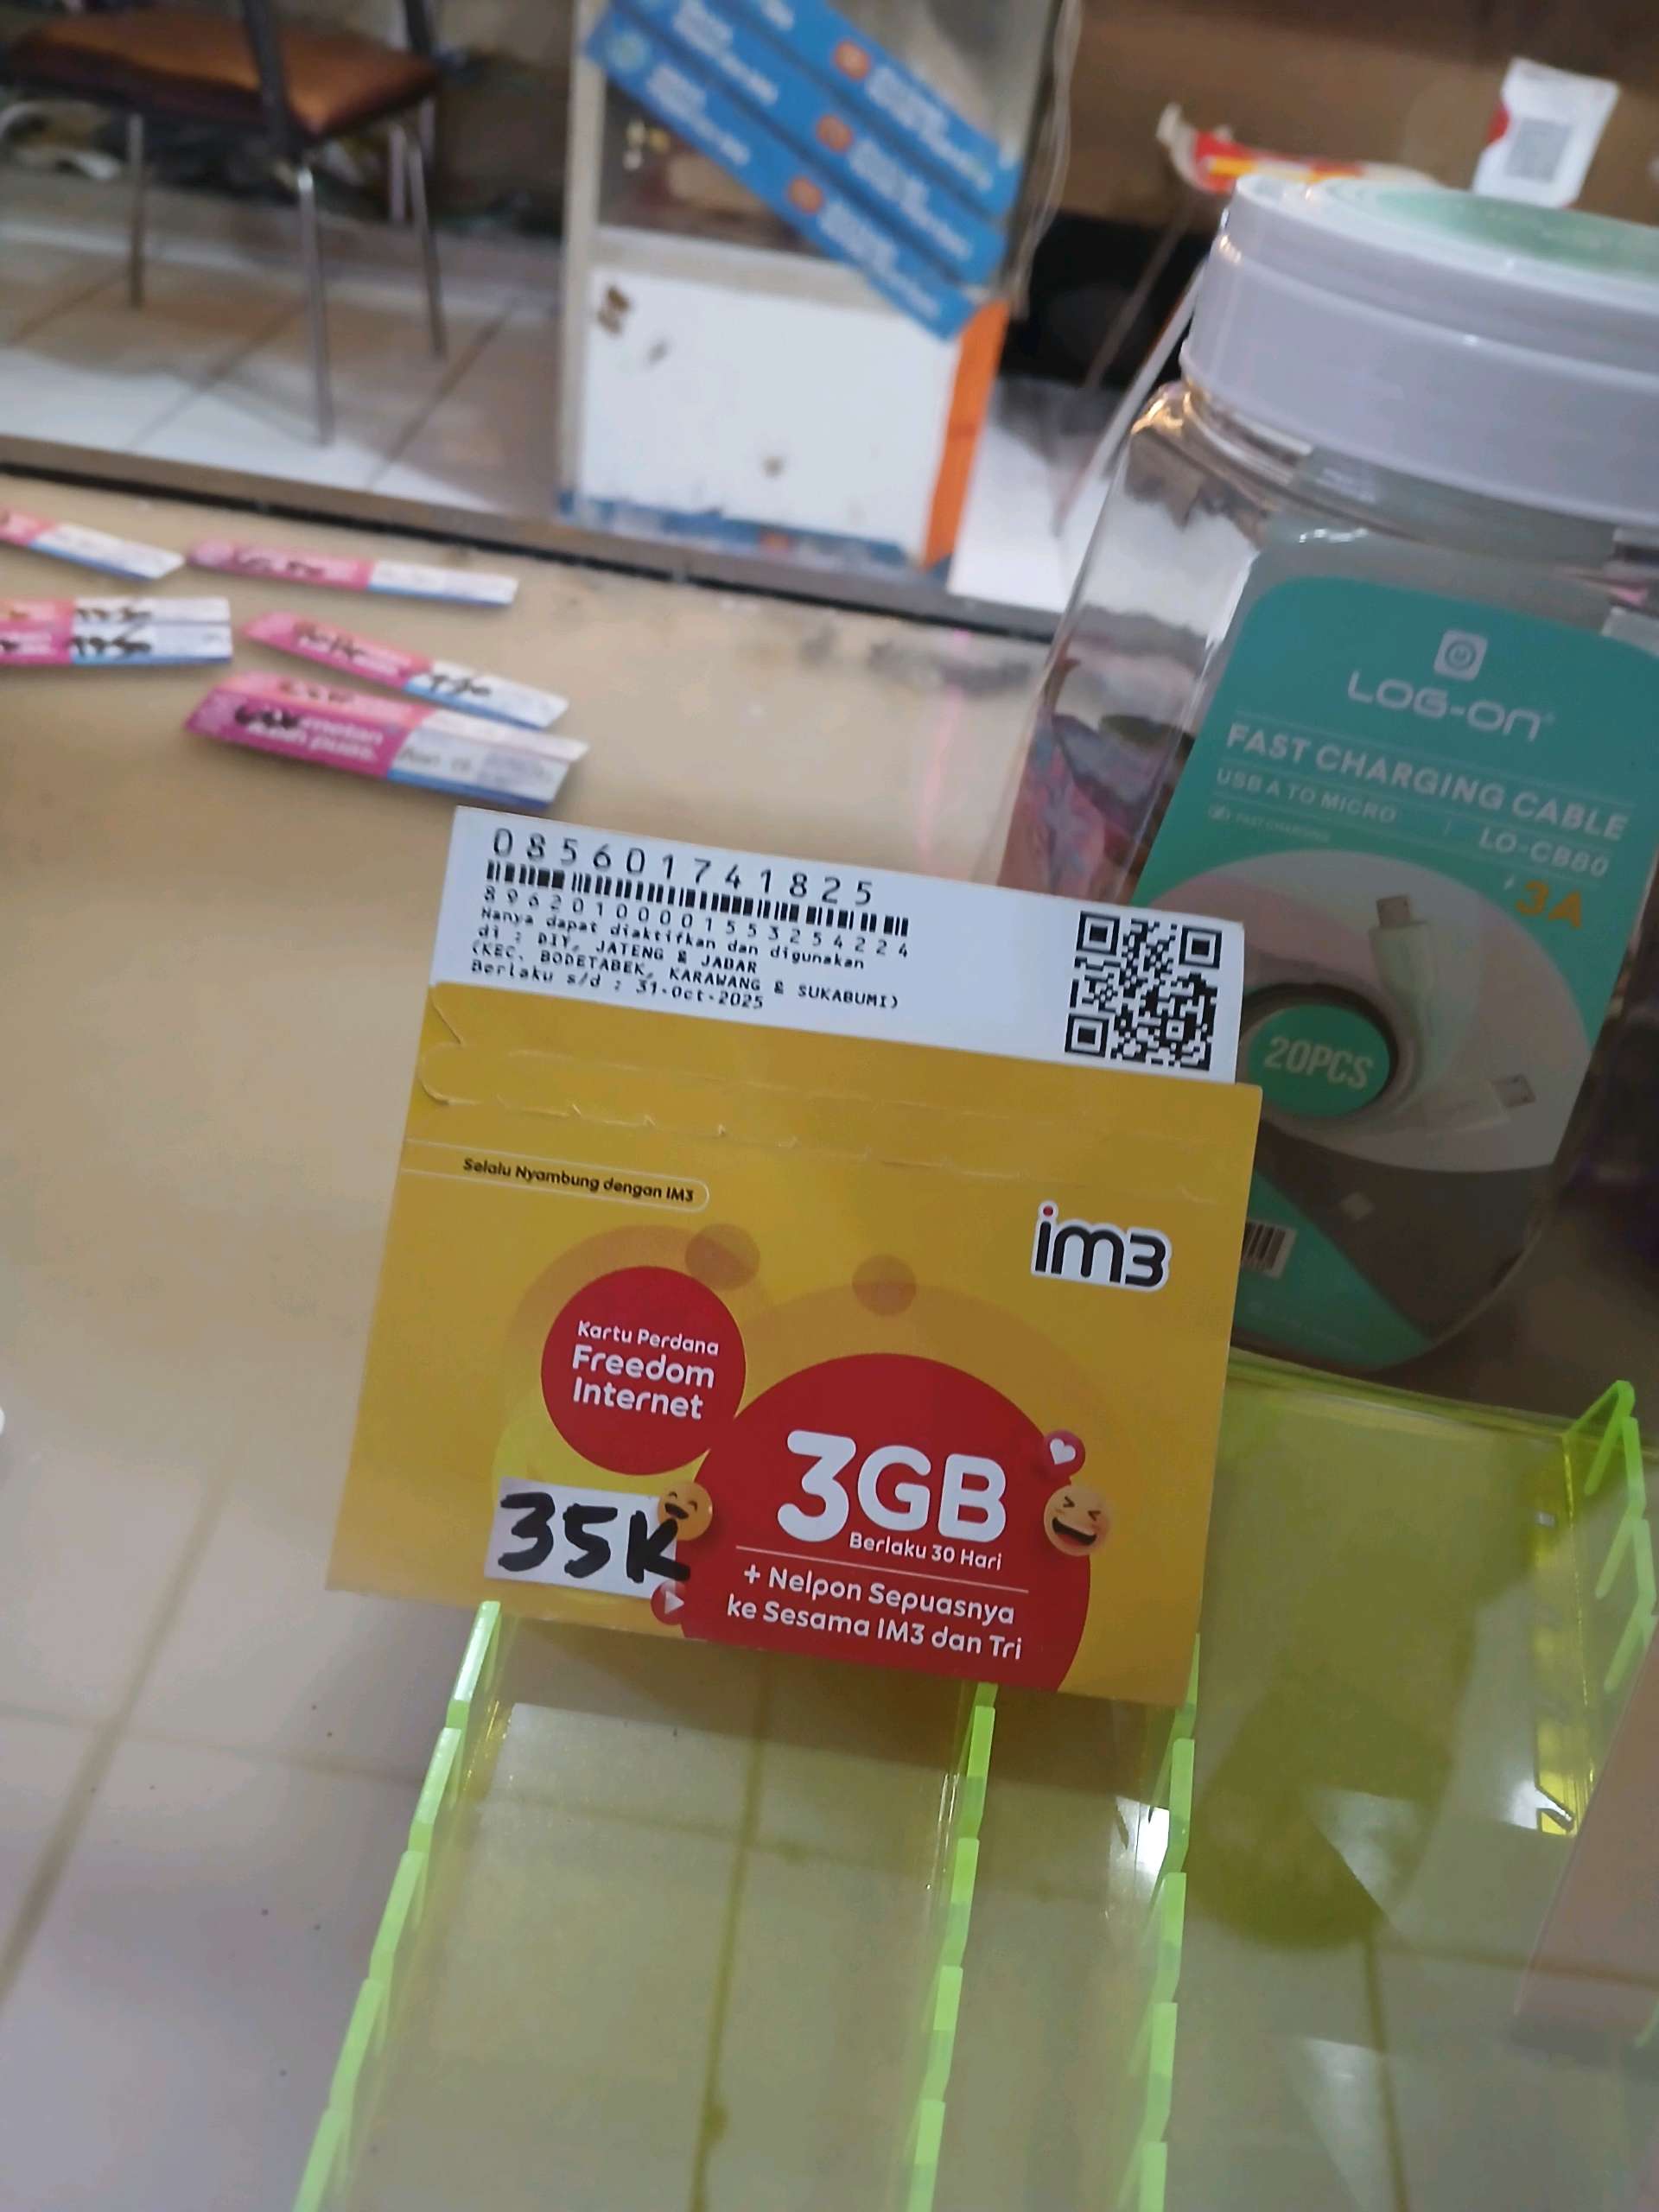 085601741825
89620100001553254224
Hanya dapat diaktifkan dan digunakan
di : DIY, JATENG & JABAR
(KEC. BODETABEK, KARAWANG & SUKABUMI)
Berlaku s/d : 31-Oct-2025
Selalu Nyambung dengan IM3
im3
Kartu Perdana
Freedom
Internet
3GB
Berlaku 30 Hari
+ Nelpon Sepuasnya
ke Sesama IM3 dan Tri
35K
LOG-ON
FAST CHARGING CABLE
USB A TO MICRO
LO-CB80
FAST CHARGING
3A
20PCS